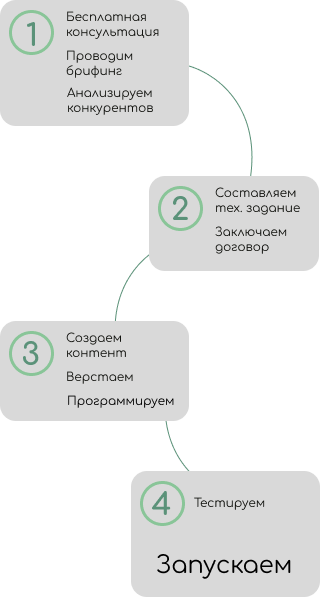 1
Бесплатная
консультация
Проводим
брифинг
Анализируем
конкурентов
2
Составляем
тех. задание
Заключаем
договор
3
Создаем
контент
Верстаем
Программируем
4
Тестируем
Запускаем